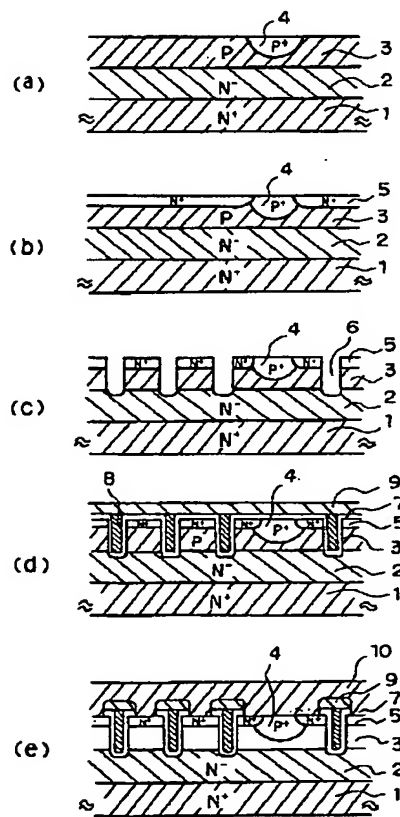 4
P P+ 3
(a) N- 2
N+ 1
4
N+ P+ N+ 5
P 3
(b) N- 2
N+ 1
4 6
N+ N+ N+ P+ 5
3
(c) N- 2
N+ 1
8 4 9
7
N+ P+ 5
P 3
(d) N- 2
N+ 1
4 10
9
7
N+ N+ P+ 5
3
(e) N- 2
N+ 1